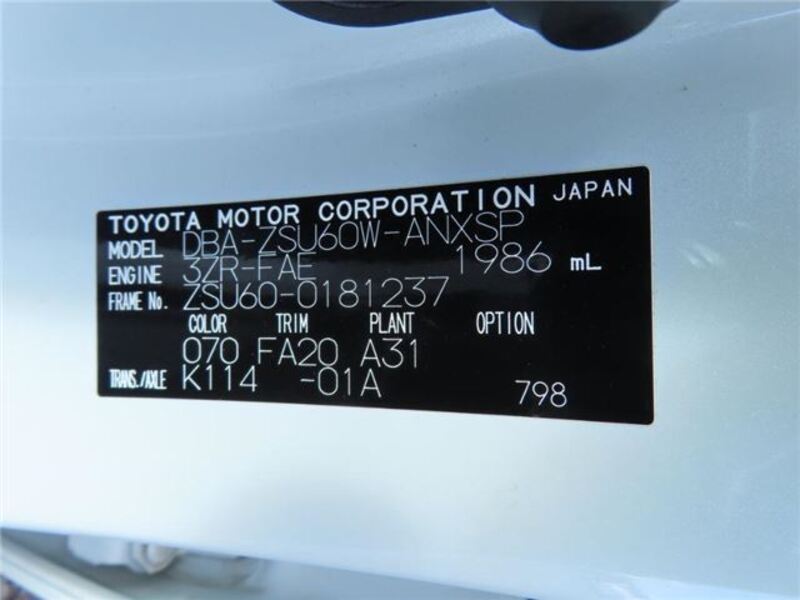 TOYOTA MOTOR CORPORATION JAPAN
MODEL DBA-ZSU60W-ANXSP
ENGINE 3ZR-FAE 1986 mL
FRAME No. ZSU60-0181237
COLOR TRIM PLANT OPTION
070 FA20 A31
TRANS./AXLE K114 -01A 798